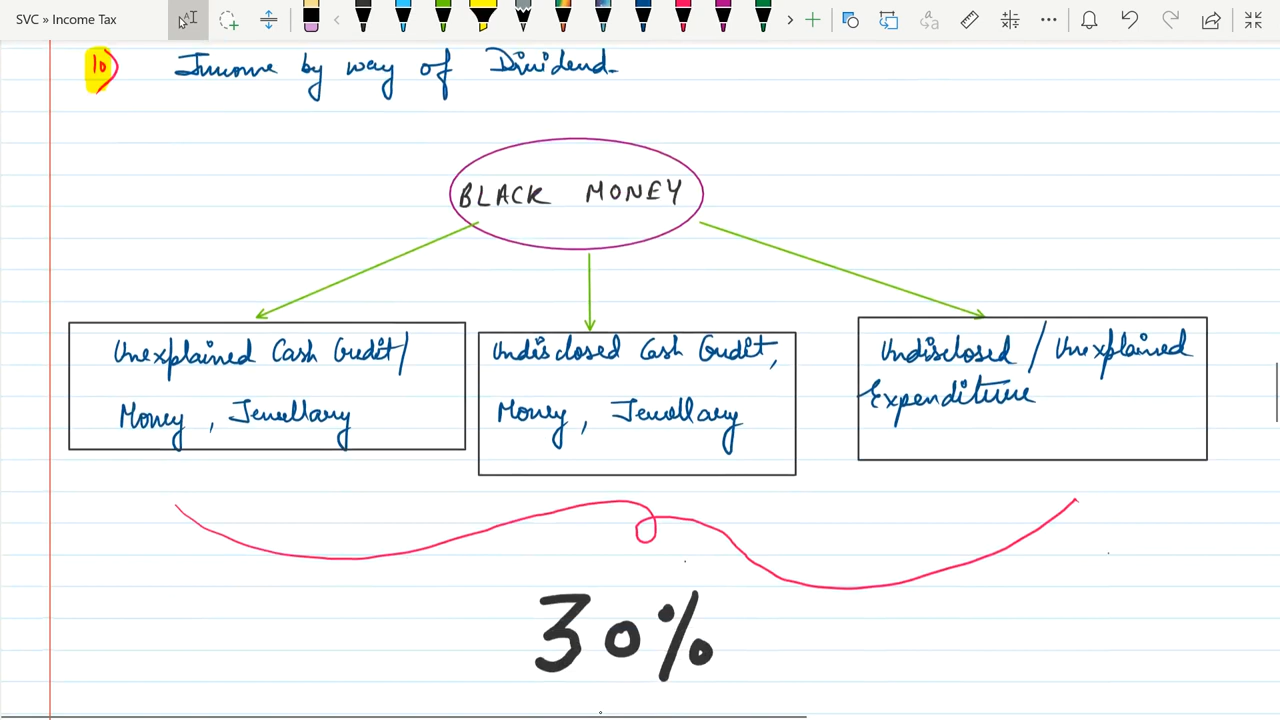 SVC » Income Tax
10) Income by way of Dividend.
BLACK MONEY
Unexplained Cash Credit/
Money, Jewellary
Undisclosed Cash Credit,
Money, Jewellary
Undisclosed / Unexplained
Expenditure
30%